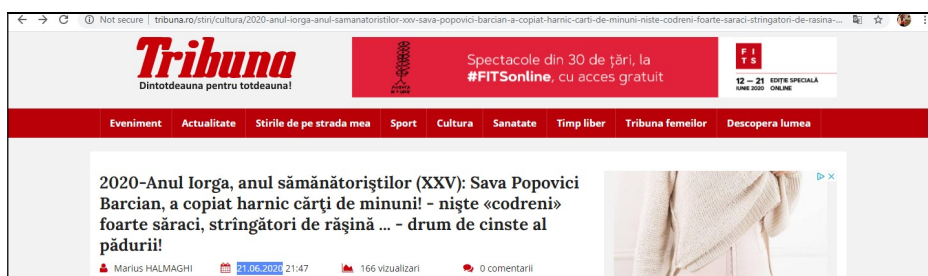 Not secure | tribuna.ro/stiri/cultura/2020-anul-iorga-anul-samanatoristilor-xxv-sava-popovici-barcian-a-copiat-harnic-carti-de-minuni-niste-codreni-foarte-saraci-stringatori-de-rasina-...
Tribuna
Dintotdeauna pentru totdeauna!
Spectacole din 30 de țări, la
#FITSonline, cu acces
gratuit
F I
T S
12 — 21 EDIȚIE SPECIALĂ
IUNIE 2020 ONLINE
Eveniment Actualitate Stirile de pe strada mea Sport Cultura Sanatate Timp liber Tribuna femeilor Descopera lumea
2020-Anul Iorga, anul sămănătoriştilor (XXV): Sava Popovici
Barcian, a copiat harnic cărţi de minuni! - nişte «codreni»
foarte săraci, strîngători de răşină ... - drum de cinste al
pădurii!
Marius HALMAGHI 21.06.2020 21:47 166 vizualizari 0 comentarii